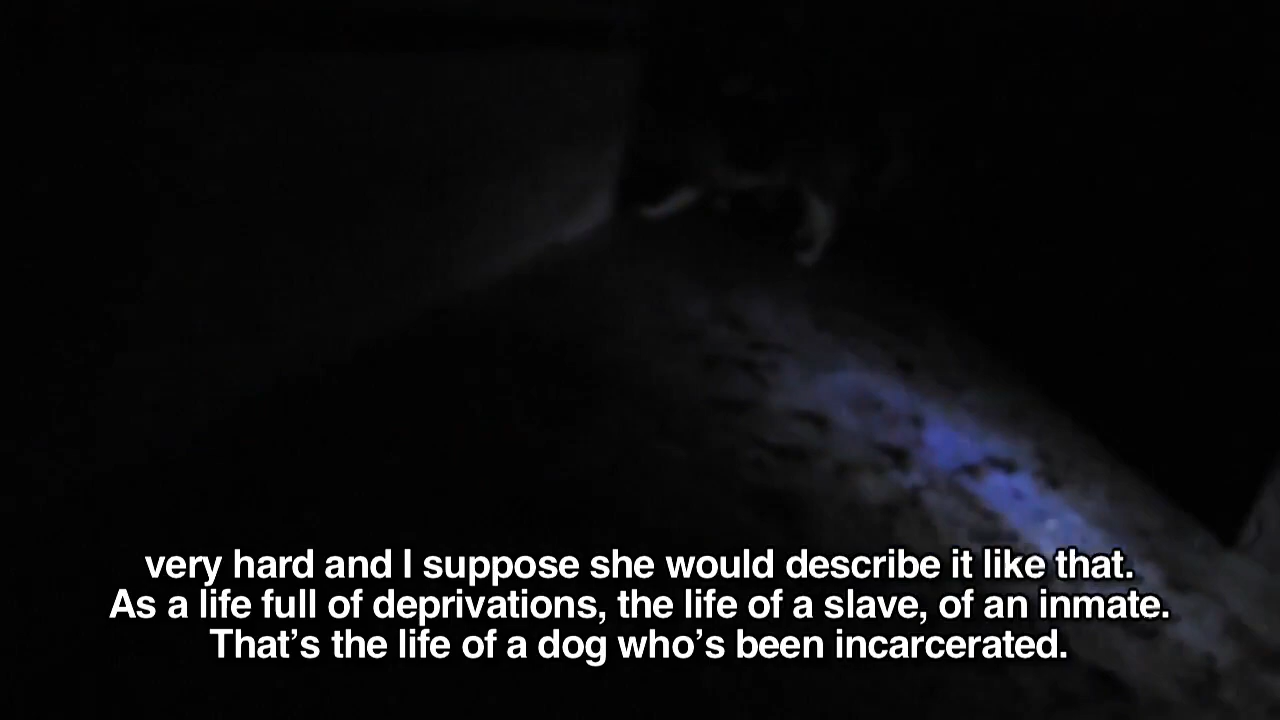 very hard and I suppose she would describe it like that.
As a life full of deprivations, the life of a slave, of an inmate.
That’s the life of a dog who’s been incarcerated.